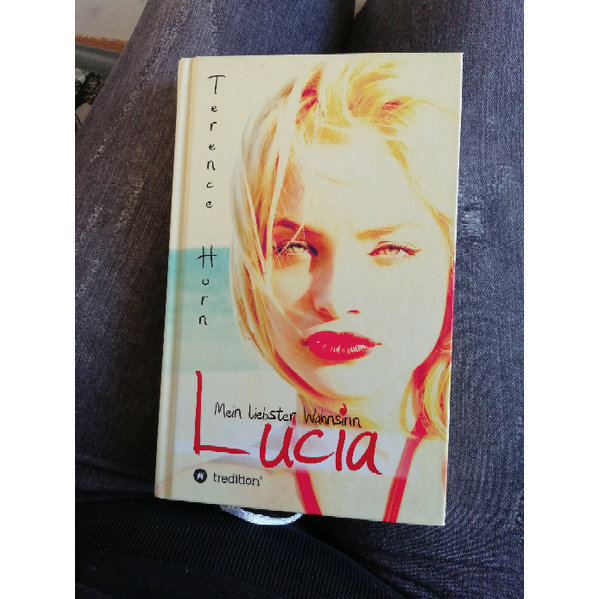 Terence Horn
Mein liebster Wahnsinn
Lucia
tredition®